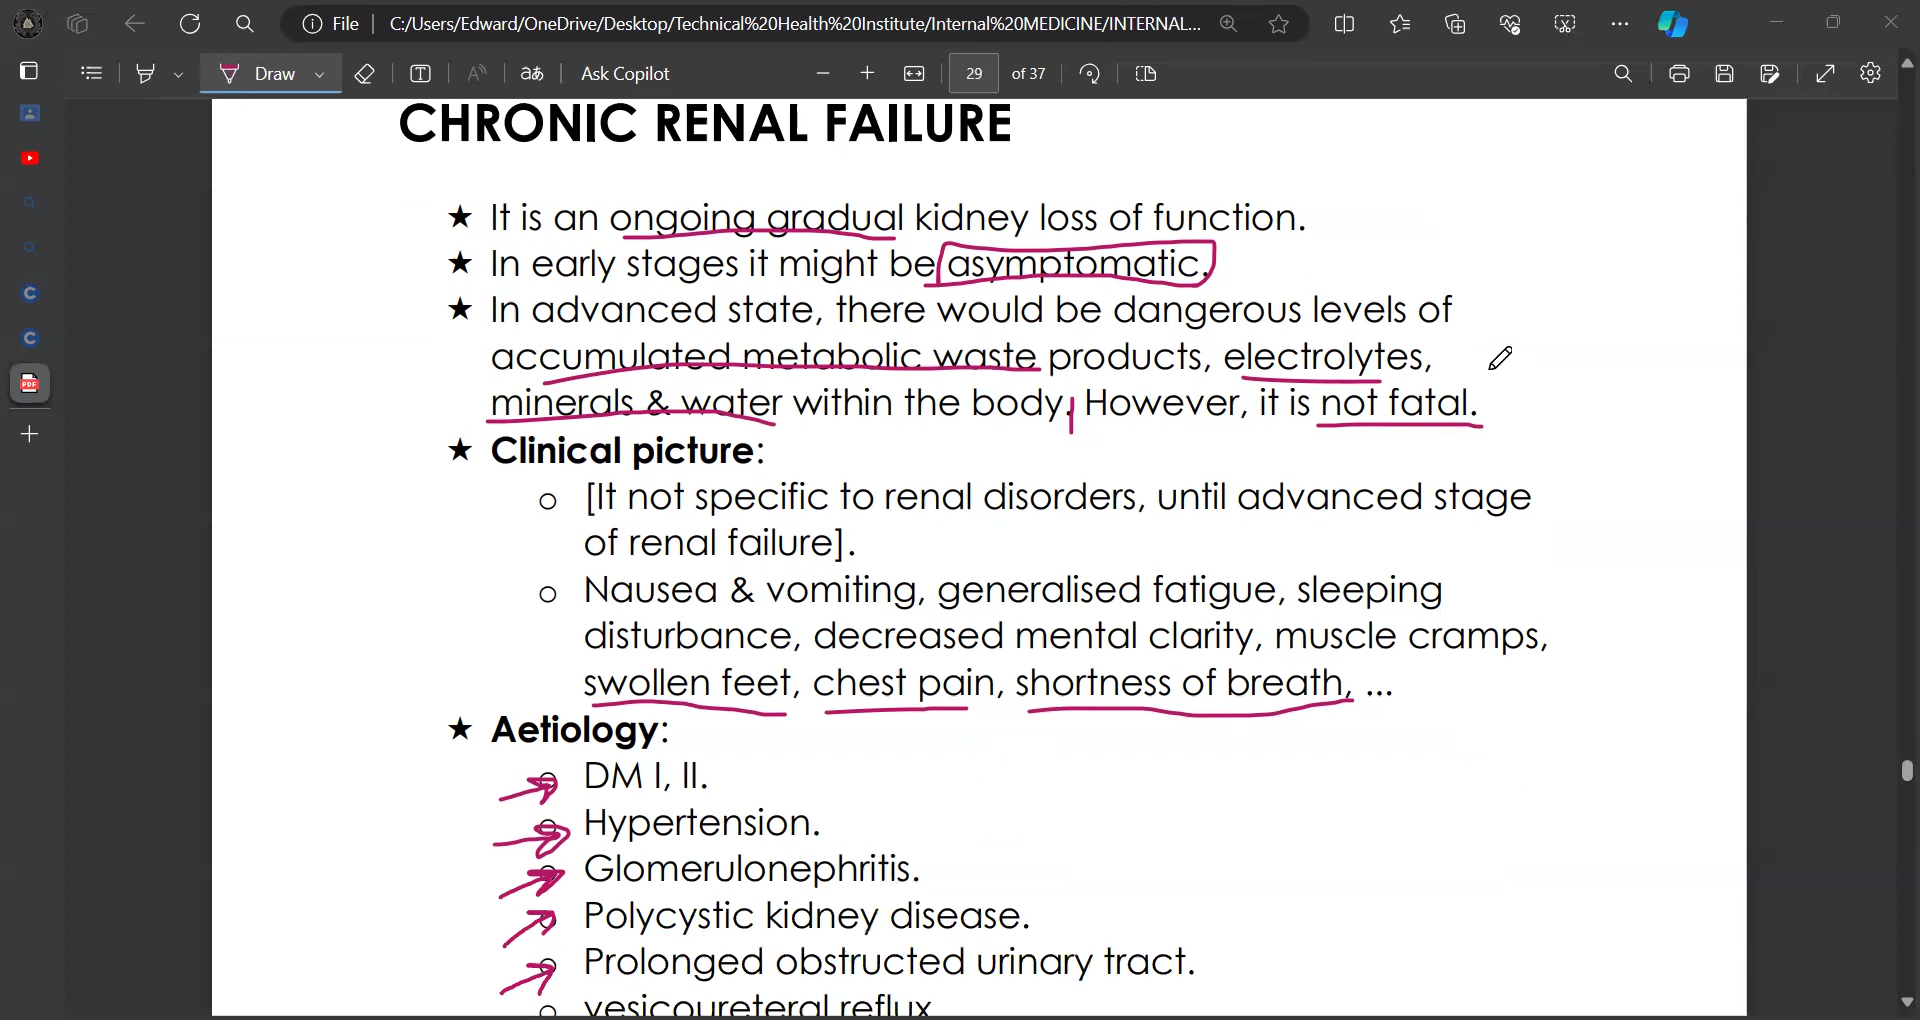 File
C:/Users/Edward/OneDrive/Desktop/Technical%20Health%20Institute/Internal%20MEDICINE/INTERNAL...
Draw
Ask Copilot
29
of 37
CHRONIC RENAL FAILURE
★ It is an ongoing gradual kidney loss of function.
★ In early stages it might be asymptomatic.
★ In advanced state, there would be dangerous levels of
accumulated metabolic waste products, electrolytes,
minerals & water within the body. However, it is not fatal.
★ Clinical picture:
o [It not specific to renal disorders, until advanced stage
of renal failure].
o Nausea & vomiting, generalised fatigue, sleeping
disturbance, decreased mental clarity, muscle cramps,
swollen feet, chest pain, shortness of breath, ...
★ Aetiology:
o DM I, II.
o Hypertension.
o Glomerulonephritis.
o Polycystic kidney disease.
o Prolonged obstructed urinary tract.
o vesicoureteral reflux